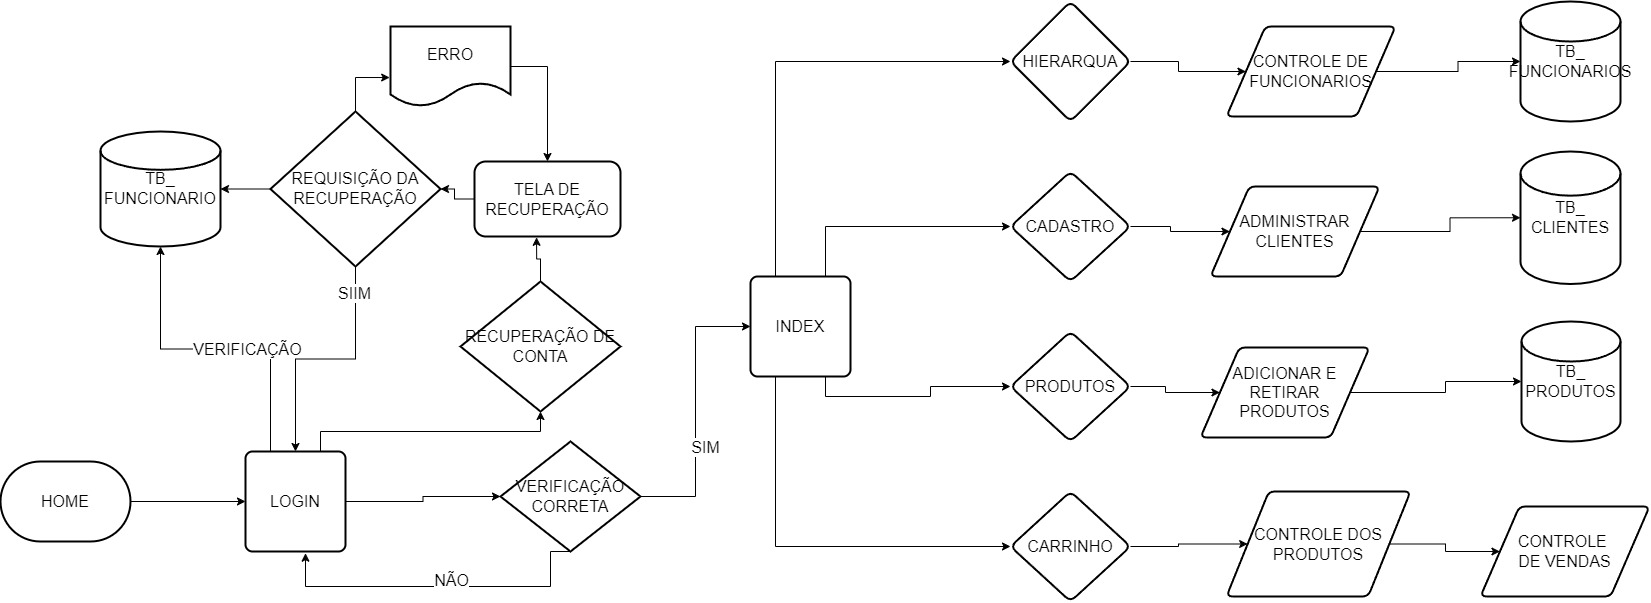 ERRO
TB_
FUNCIONARIO
REQUISIÇÃO DA
RECUPERAÇÃO
TELA DE
RECUPERAÇÃO
SIIM
VERIFICAÇÃO
RECUPERAÇÃO DE
CONTA
HOME
LOGIN
VERIFICAÇÃO
CORRETA
NÃO
SIM
INDEX
HIERARQUA
CONTROLE DE
FUNCIONARIOS
TB_
FUNCIONARIOS
CADASTRO
ADMINISTRAR
CLIENTES
TB_
CLIENTES
PRODUTOS
ADICIONAR E
RETIRAR
PRODUTOS
TB_
PRODUTOS
CARRINHO
CONTROLE DOS
PRODUTOS
CONTROLE
DE VENDAS